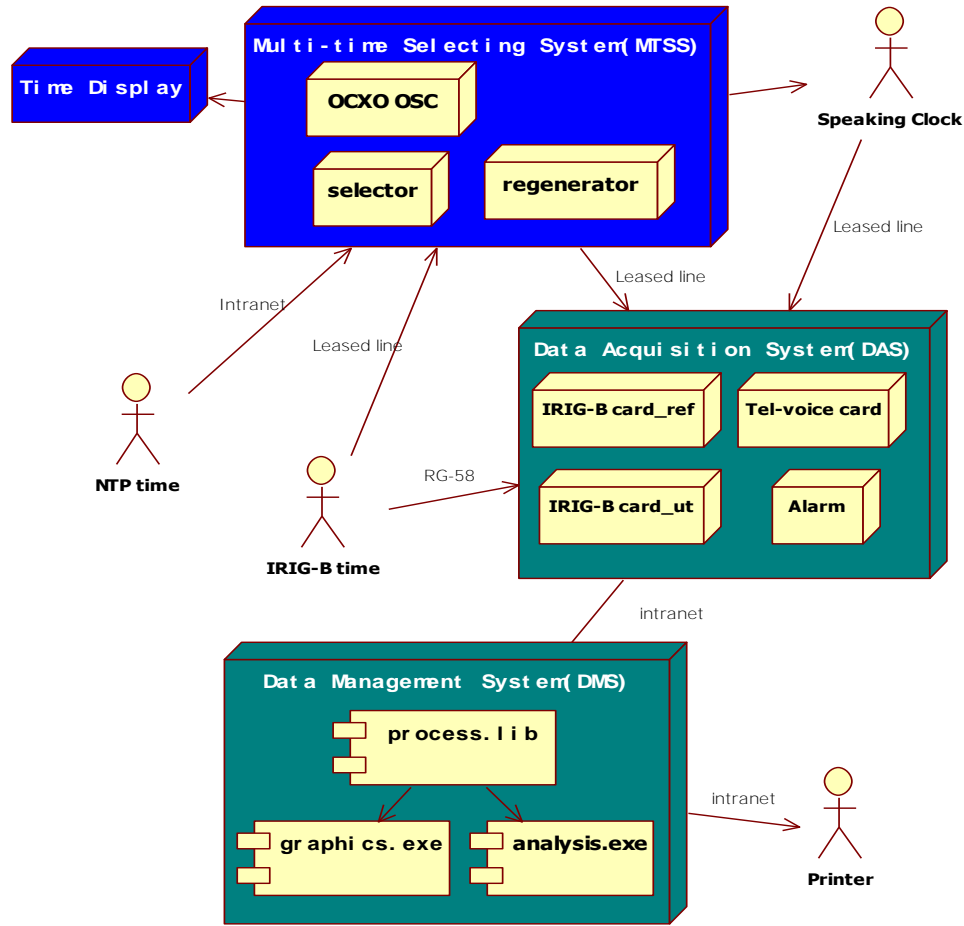 Multi-time Selecting System(MTSS)
Time Display
OCXO OSC
Speaking Clock
selector
regenerator
Leased line
Leased line
Intranet
Leased line
Data Acquisition System(DAS)
IRIG-B card_ref
Tel-voice card
NTP time
RG-58
IRIG-B card_ut
Alarm
IRIG-B time
intranet
Data Management System(DMS)
process.lib
intranet
graphics.exe
analysis.exe
Printer